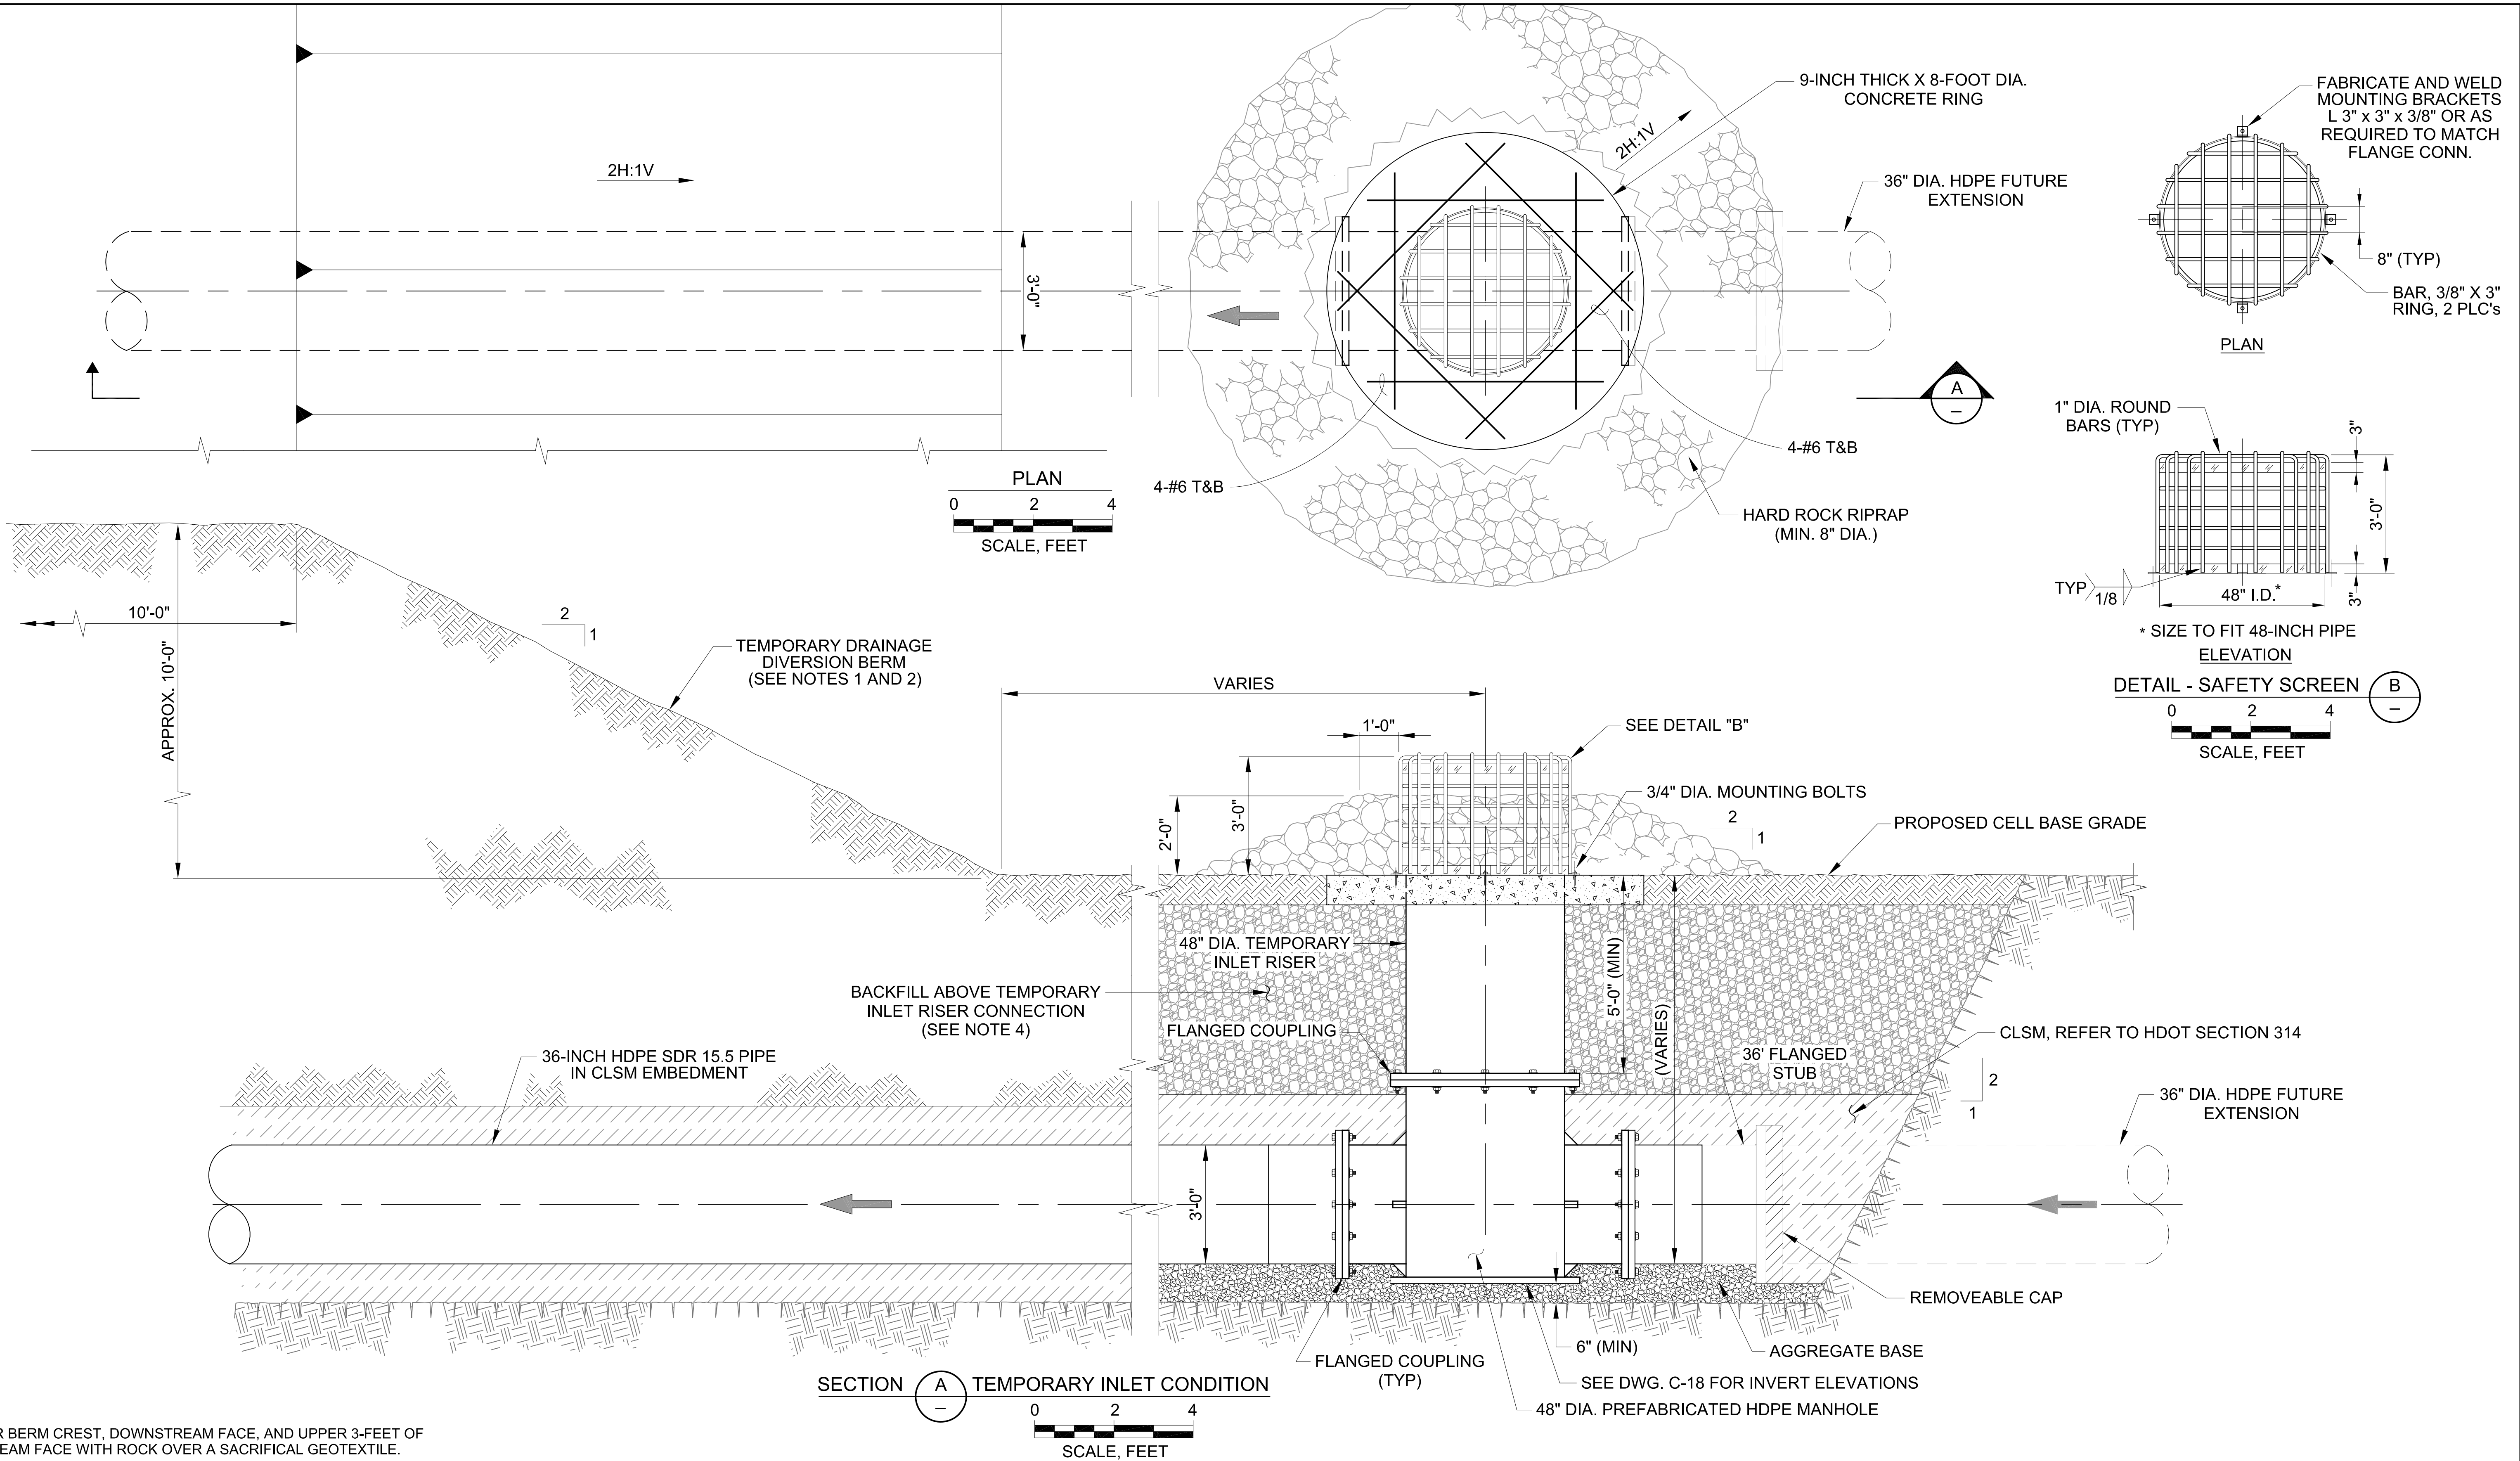 2H:1V
3'-0"
2H:1V
9-INCH THICK X 8-FOOT DIA.
CONCRETE RING
36" DIA. HDPE FUTURE
EXTENSION
A
–
4-#6 T&B
4-#6 T&B
HARD ROCK RIPRAP
(MIN. 8" DIA.)
PLAN
0 2 4
SCALE, FEET
FABRICATE AND WELD
MOUNTING BRACKETS
L 3" x 3" x 3/8" OR AS
REQUIRED TO MATCH
FLANGE CONN.
8" (TYP)
BAR, 3/8" X 3"
RING, 2 PLC's
PLAN
1" DIA. ROUND
BARS (TYP)
3"
3'-0"
3"
TYP
1/8
48" I.D.*
* SIZE TO FIT 48-INCH PIPE
ELEVATION
DETAIL - SAFETY SCREEN
B
–
0 2 4
SCALE, FEET
10'-0"
APPROX. 10'-0"
2
1
TEMPORARY DRAINAGE
DIVERSION BERM
(SEE NOTES 1 AND 2)
VARIES
1'-0"
SEE DETAIL "B"
3'-0"
2'-0"
3/4" DIA. MOUNTING BOLTS
2
1
PROPOSED CELL BASE GRADE
48" DIA. TEMPORARY
INLET RISER
BACKFILL ABOVE TEMPORARY
INLET RISER CONNECTION
(SEE NOTE 4)
5'-0" (MIN)
(VARIES)
FLANGED COUPLING
36' FLANGED
STUB
CLSM, REFER TO HDOT SECTION 314
2
1
36-INCH HDPE SDR 15.5 PIPE
IN CLSM EMBEDMENT
36" DIA. HDPE FUTURE
EXTENSION
3'-0"
REMOVEABLE CAP
6" (MIN)
AGGREGATE BASE
FLANGED COUPLING
(TYP)
SEE DWG. C-18 FOR INVERT ELEVATIONS
48" DIA. PREFABRICATED HDPE MANHOLE
SECTION
A
–
TEMPORARY INLET CONDITION
0 2 4
SCALE, FEET
BERM CREST, DOWNSTREAM FACE, AND UPPER 3-FEET OF
FACE WITH ROCK OVER A SACRIFICAL GEOTEXTILE.